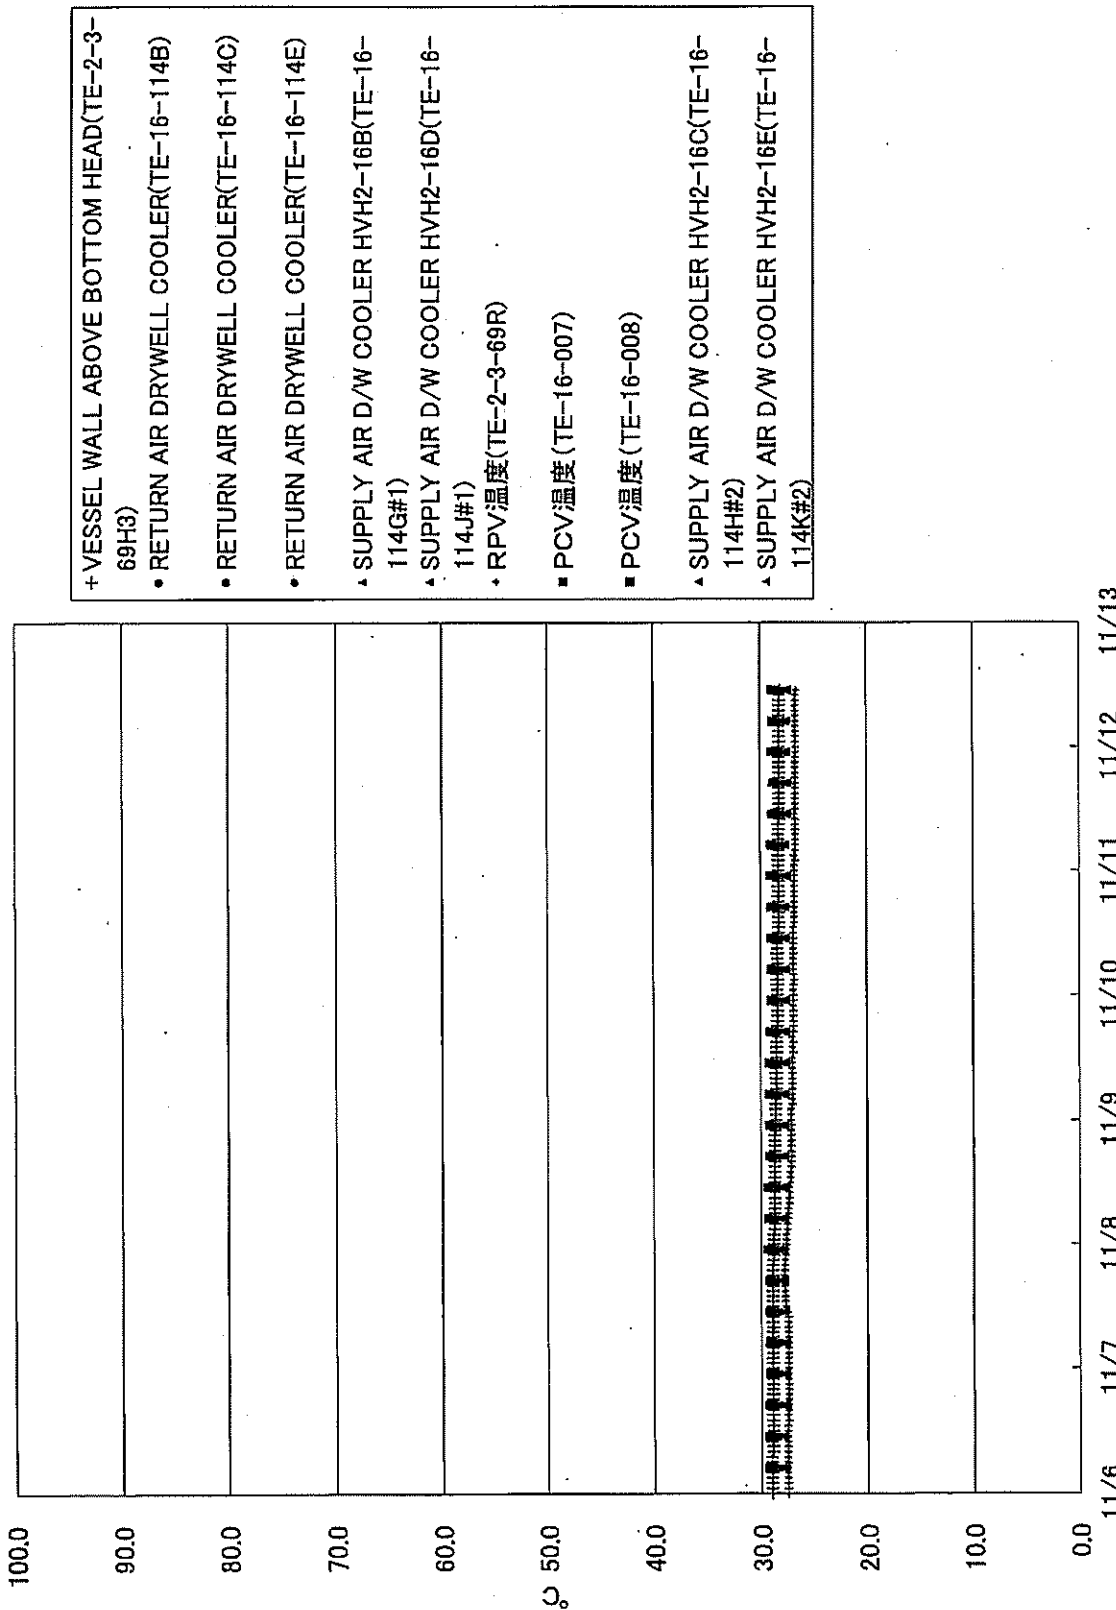 +VESSEL WALL ABOVE BOTTOM HEAD(TE-2-3-
69H3)
• RETURN AIR DRYWELL COOLER(TE-16-114B)
• RETURN AIR DRYWELL COOLER(TE-16-114C)
• RETURN AIR DRYWELL COOLER(TE-16-114E)
▲ SUPPLY AIR D/W COOLER HVH2-16B(TE-16-
114G#1)
▲ SUPPLY AIR D/W COOLER HVH2-16D(TE-16-
114J#1)
◆ RPV温度(TE-2-3-69R)
■ PCV温度(TE-16-007)
■ PCV温度(TE-16-008)
▲ SUPPLY AIR D/W COOLER HVH2-16C(TE-16-
114H#2)
▲ SUPPLY AIR D/W COOLER HVH2-16E(TE-16-
114K#2)
100.0
90.0
80.0
70.0
60.0
50.0
40.0
30.0
20.0
10.0
0.0
℃
11/6
11/7
11/8
11/9
11/10
11/11
11/12
11/13